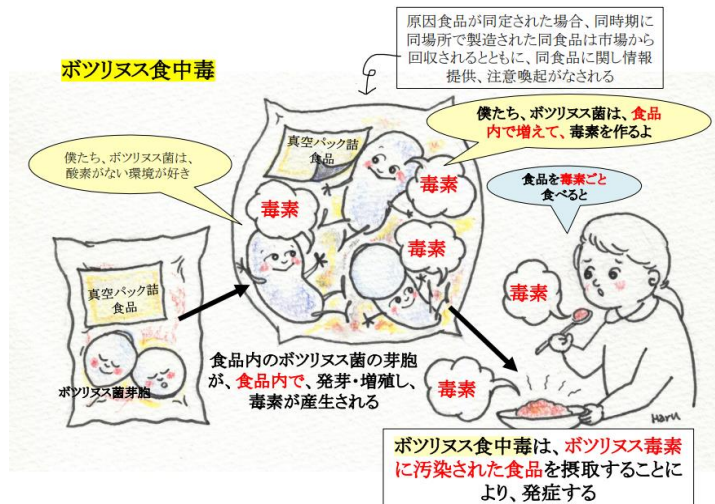 ボツリヌス食中毒
原因食品が同定された場合、同時期に
同場所で製造された同食品は市場から
回収されるとともに、同食品に関し情報
提供、注意喚起がなされる
僕たち、ボツリヌス菌は、
酸素がない環境が好き
真空パック詰
食品
僕たち、ボツリヌス菌は、食品
内で増えて、毒素を作るよ
毒素
毒素
毒素
食品を毒素ごと
食べると
毒素
真空パック詰
食品
ボツリヌス菌芽胞
食品内のボツリヌス菌の芽胞
が、食品内で、発芽・増殖し、
毒素が産生される
毒素
Haru
ボツリヌス食中毒は、ボツリヌス毒素
に汚染された食品を摂取することに
より、発症する